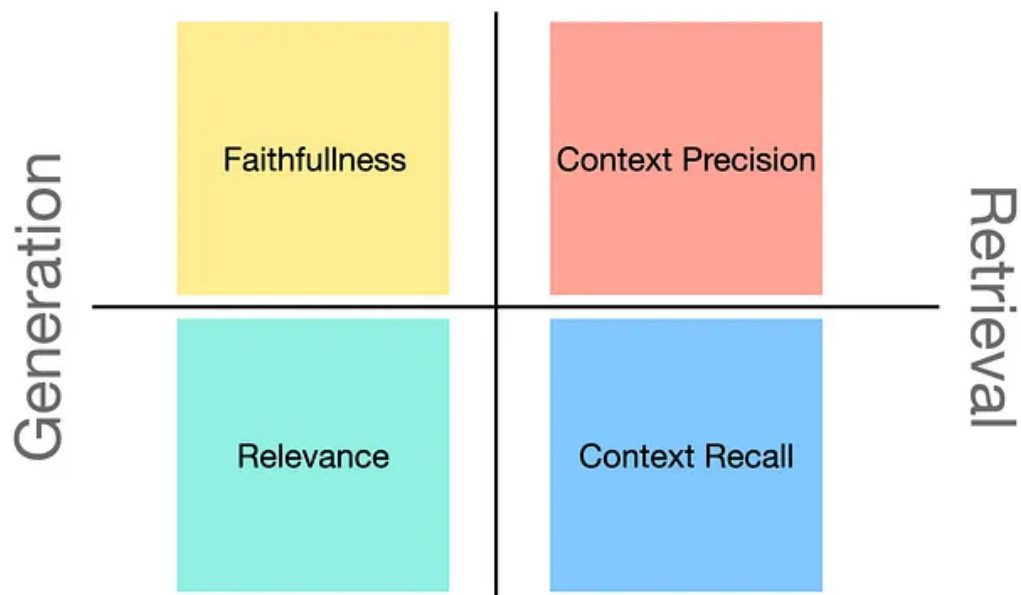 Generation
Faithfullness
Context Precision
Relevance
Context Recall
Retrieval